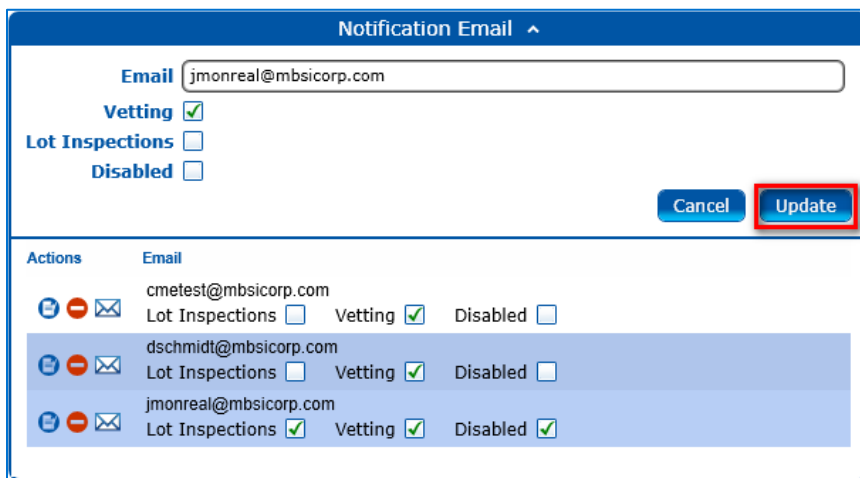 Notification Email
Email jmonreal@mbsicorp.com
Vetting
Lot Inspections
Disabled
Cancel Update
Actions Email
cmetest@mbsicorp.com
Lot Inspections Vetting Disabled
dschmidt@mbsicorp.com
Lot Inspections Vetting Disabled
jmonreal@mbsicorp.com
Lot Inspections Vetting Disabled